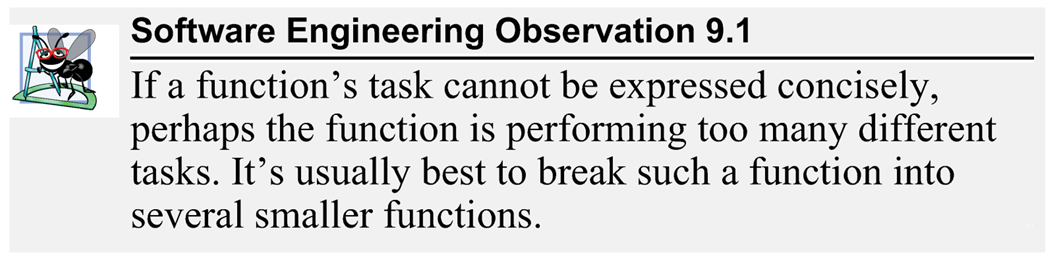 Software Engineering Observation 9.1
If a function’s task cannot be expressed concisely,
perhaps the function is performing too many different
tasks. It’s usually best to break such a function into
several smaller functions.